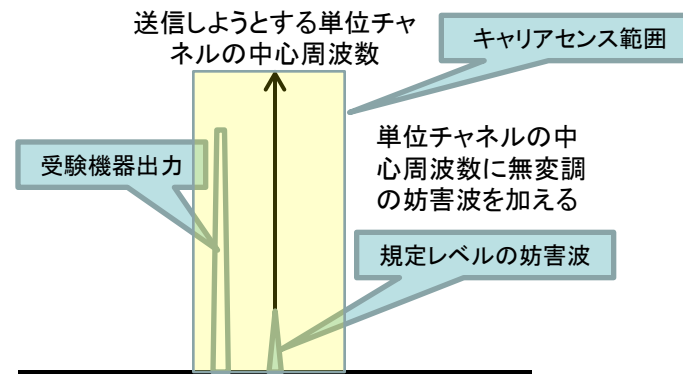 送信しようとする単位チャ
ネルの中心周波数
キャリアセンス範囲
受験機器出力
単位チャネルの中
心周波数に無変調
の妨害波を加える
規定レベルの妨害波